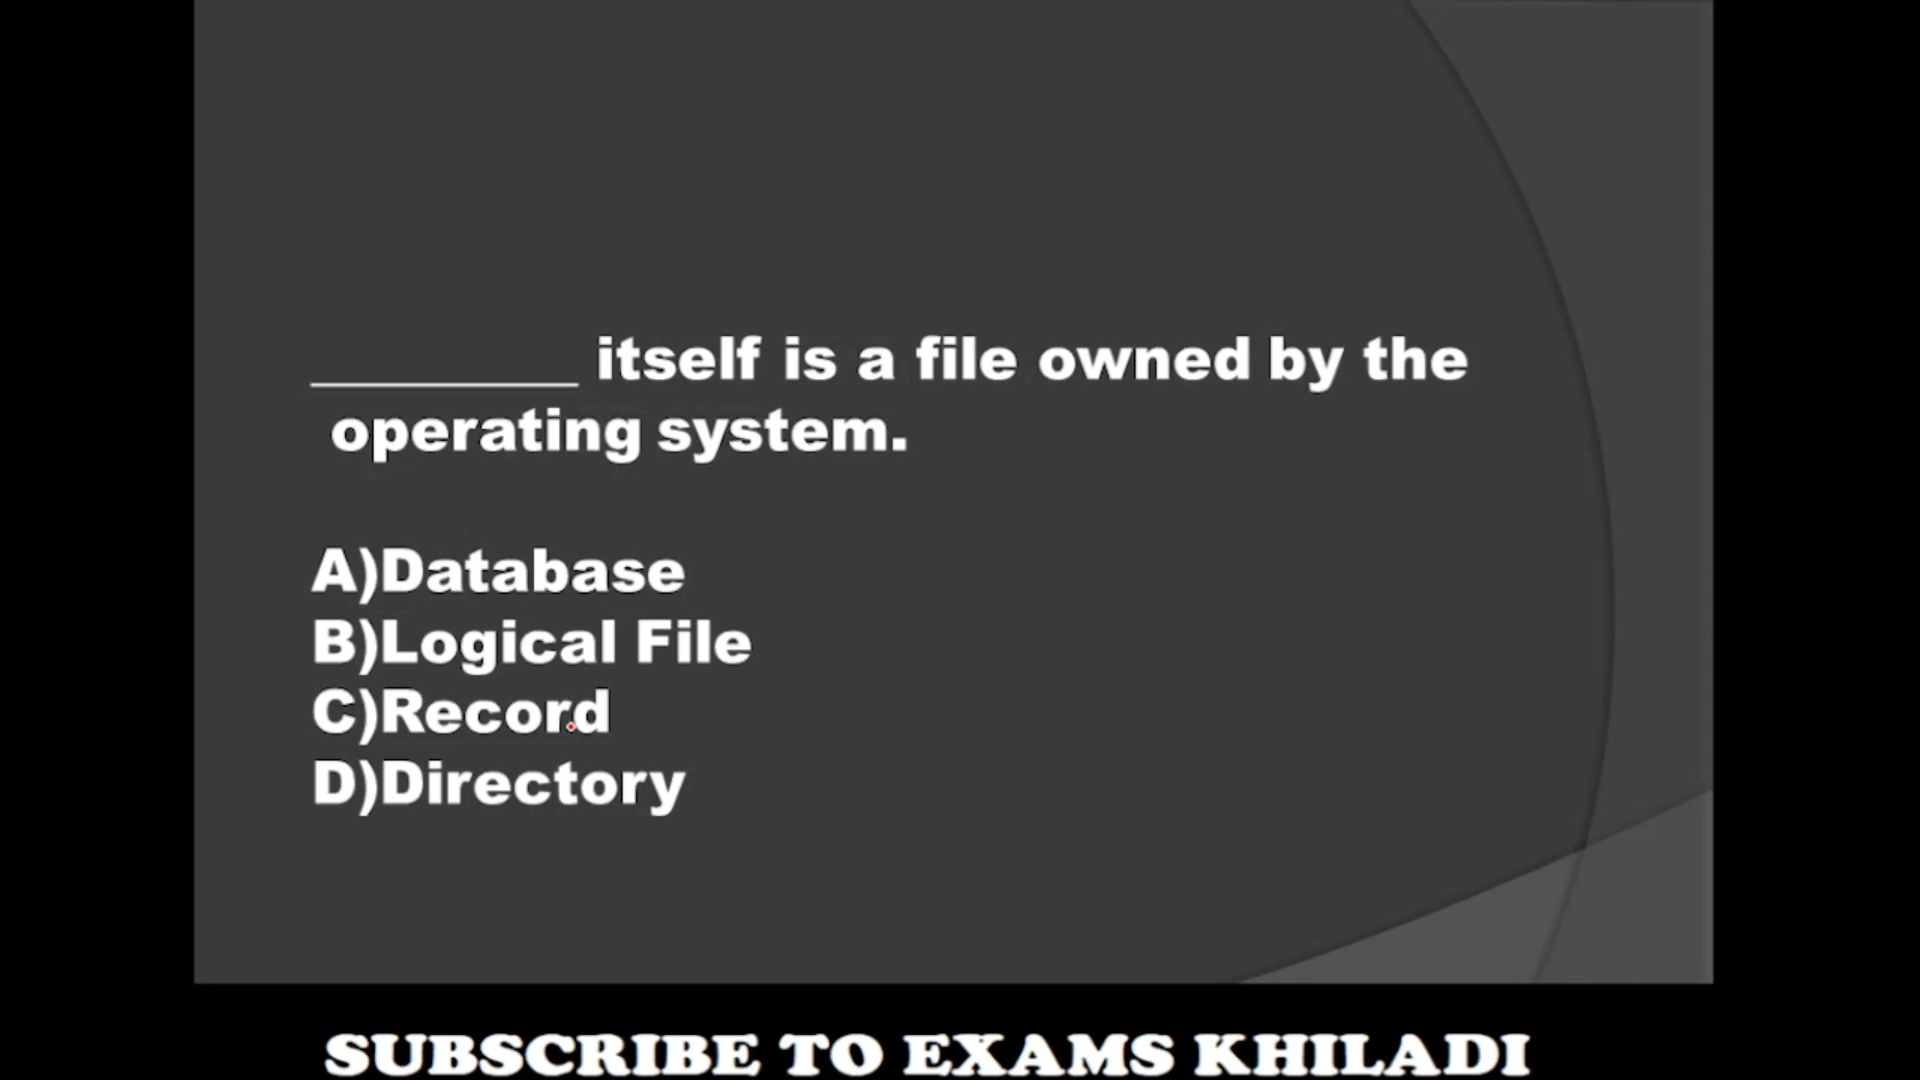 _________ itself is a file owned by the
operating system.
A)Database
B)Logical File
C)Record
D)Directory
SUBSCRIBE TO EXAMS KHILADI